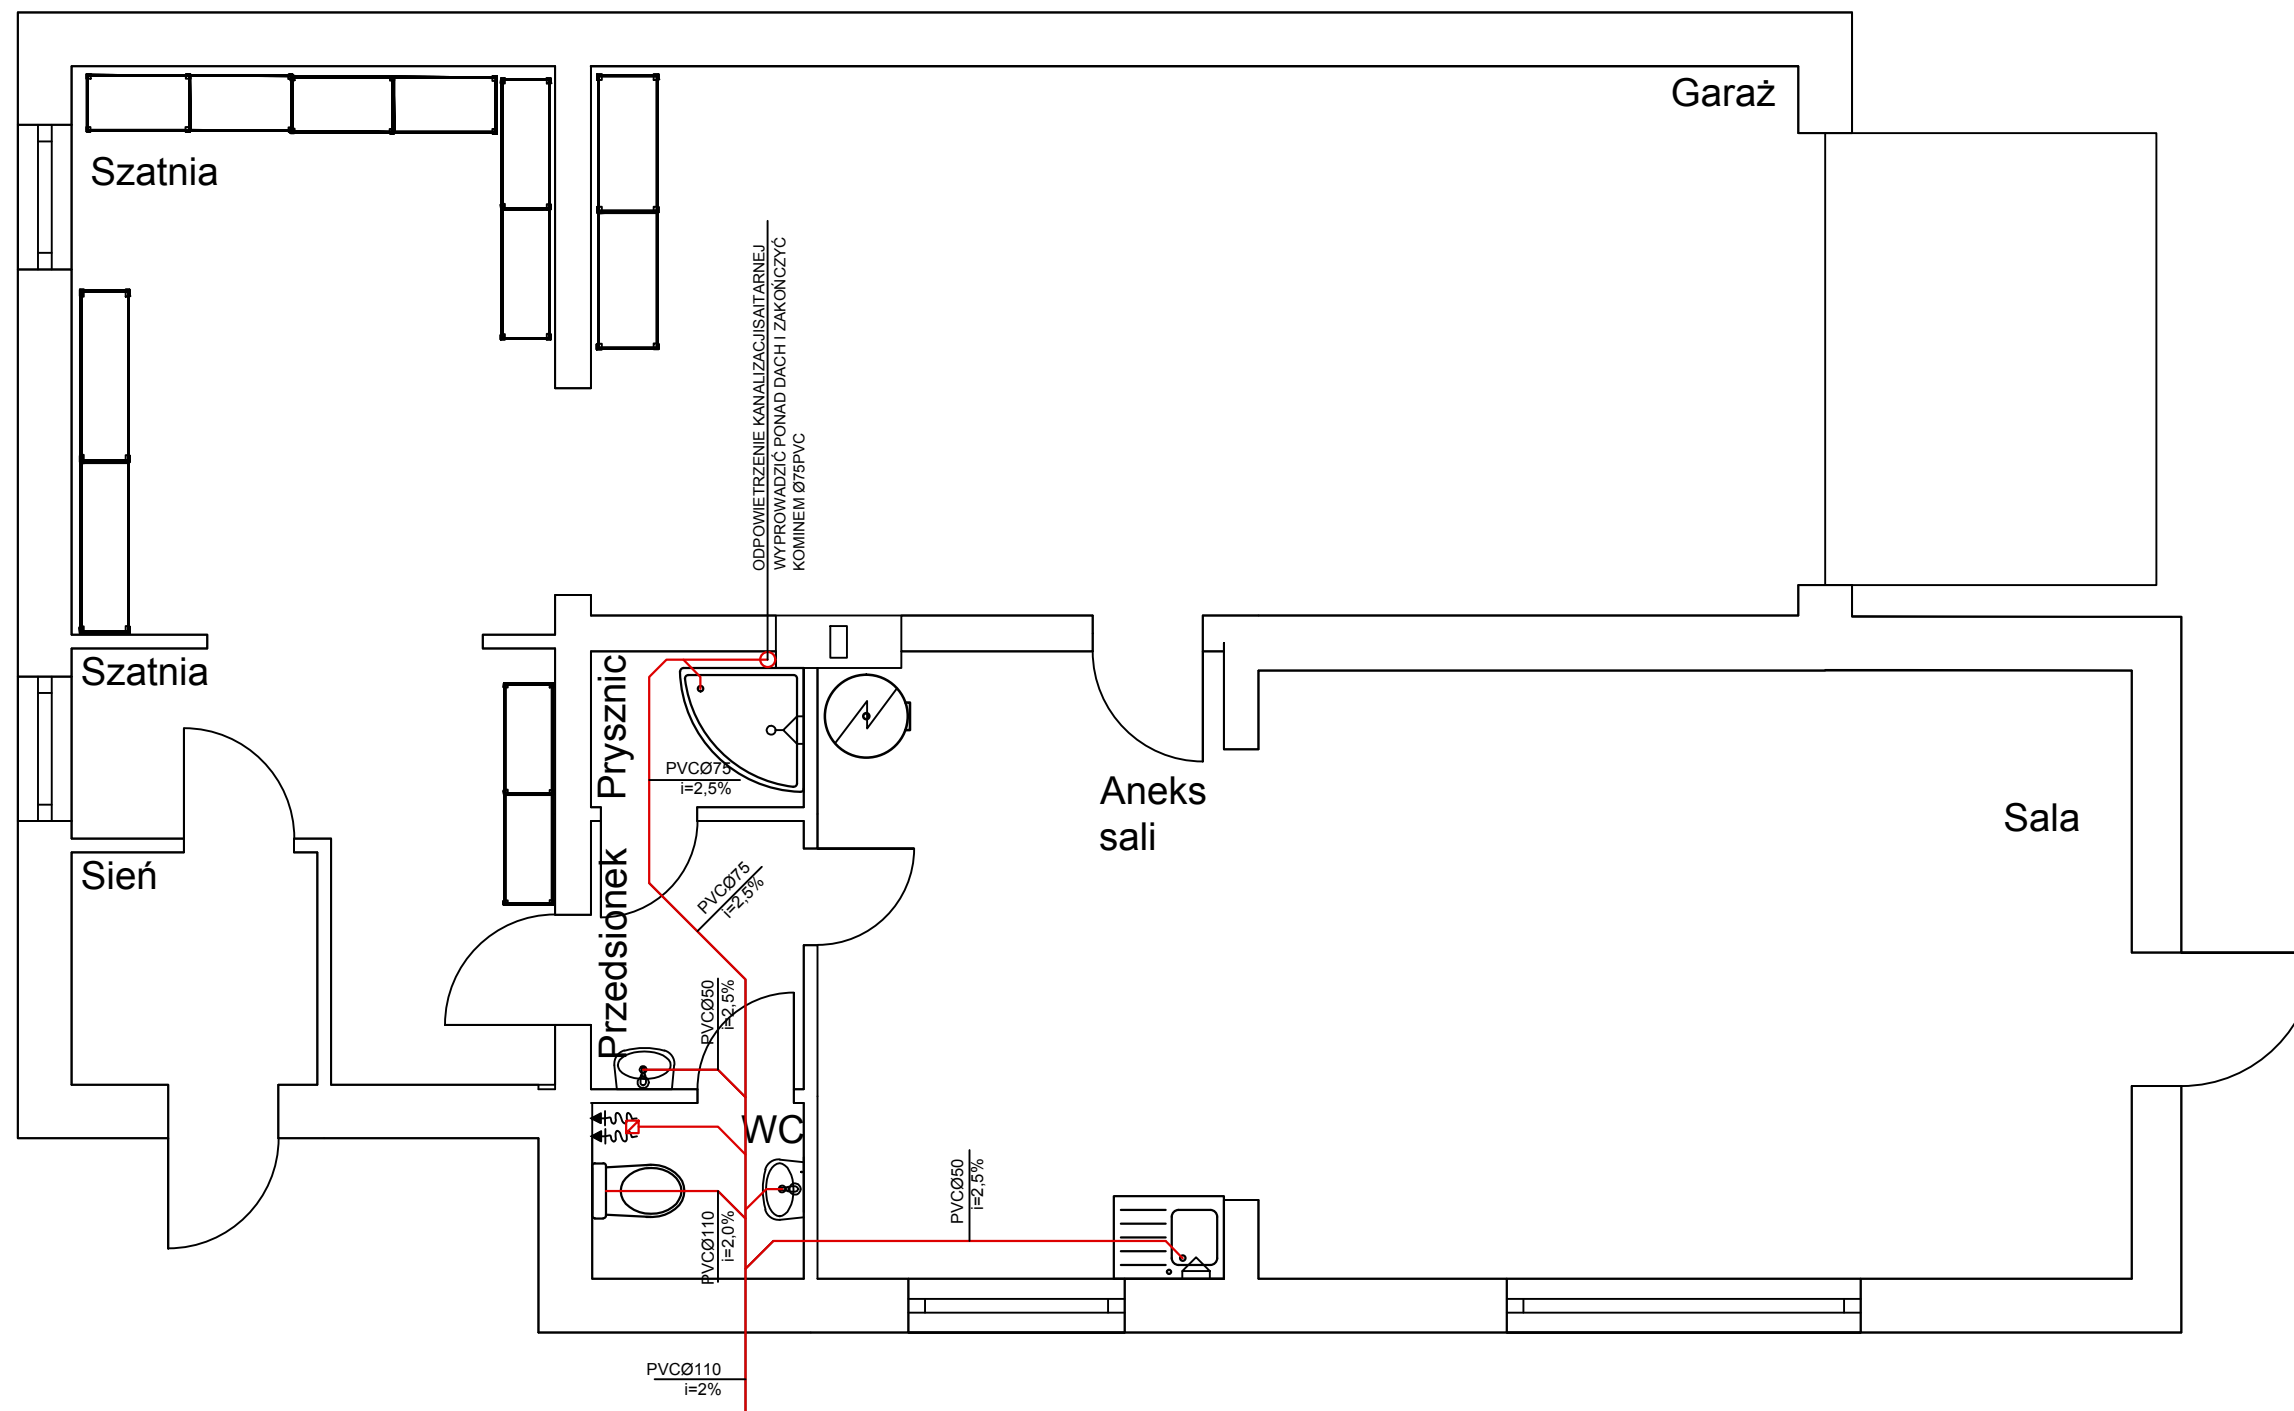 Garaż
Szatnia
ODPOWIETRZENIE KANALIZACJISAITARNEJ
WYPROWADZIĆ PONAD DACH I ZAKOŃCZYĆ
KOMINEM Ø75PVC
Szatnia
Prysznic
PVCØ75
i=2,5%
Aneks
sali
Sala
Sień
Przedsionek
PVCØ75
i=2,5%
PVCØ50
i=2,5%
WC
PVCØ50
i=2,5%
PVCØ110
i=2,0%
PVCØ110
i=2%